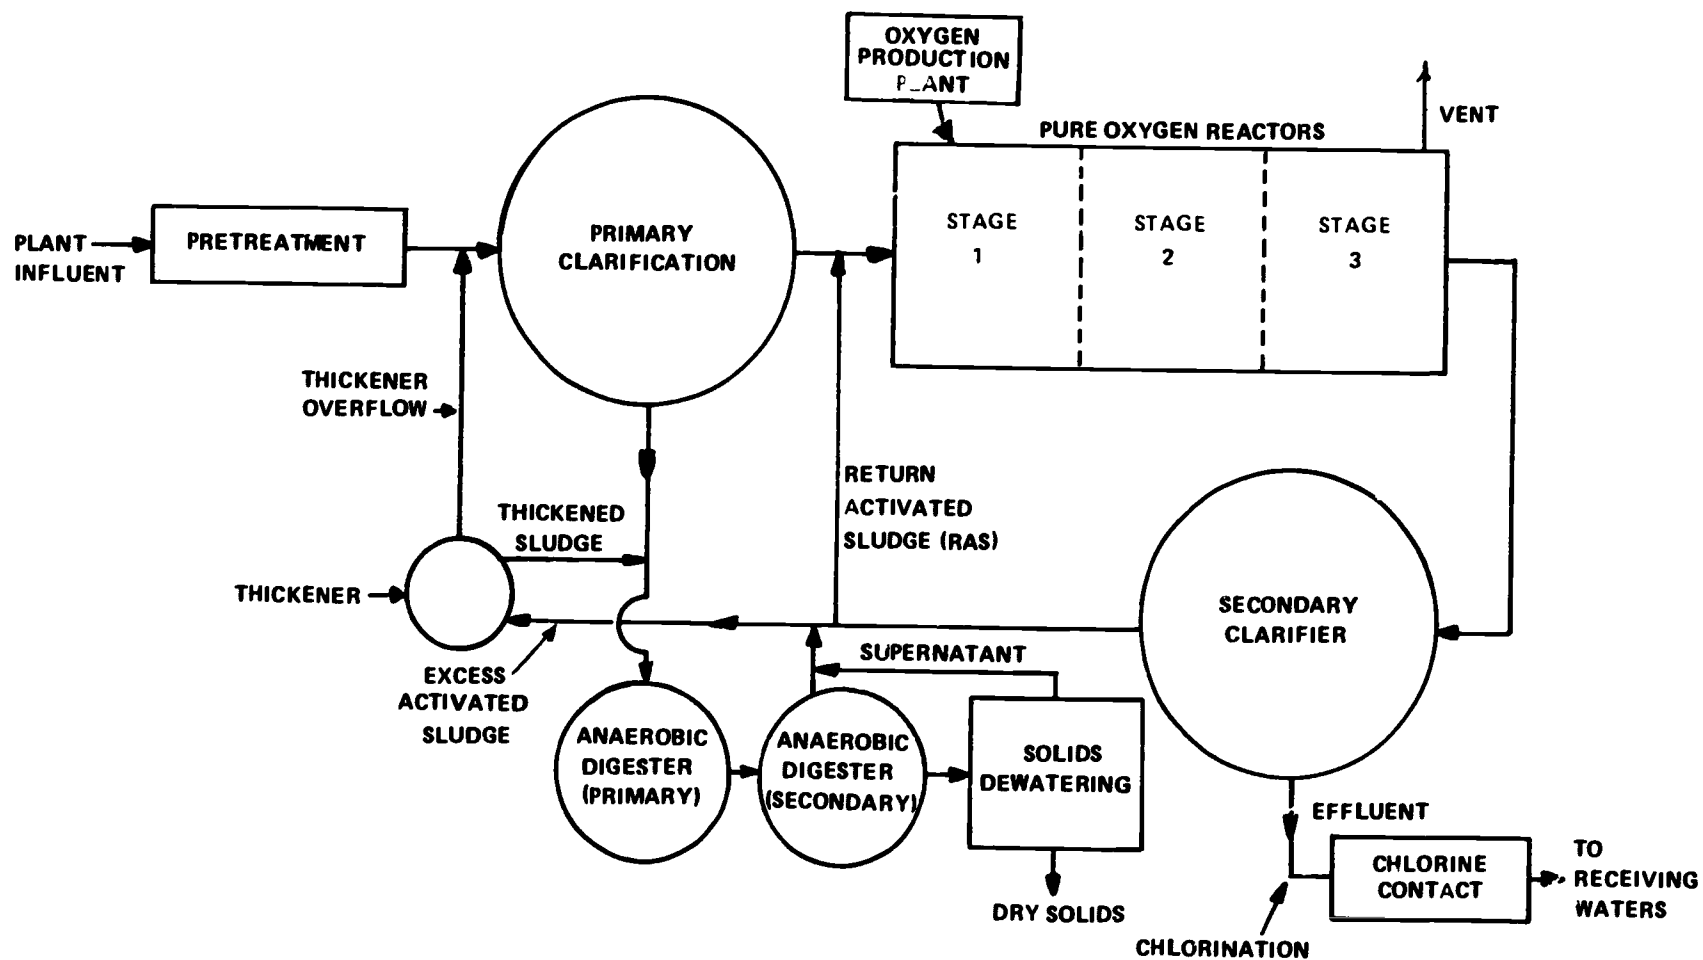 OXYGEN
PRODUCTION
PLANT
VENT
PURE OXYGEN REACTORS
PLANT
INFLUENT
PRETREATMENT
PRIMARY
CLARIFICATION
STAGE
1
STAGE
2
STAGE
3
THICKENER
OVERFLOW
RETURN
ACTIVATED
SLUDGE (RAS)
THICKENED
SLUDGE
THICKENER
SECONDARY
CLARIFIER
EXCESS
ACTIVATED
SLUDGE
SUPERNATANT
ANAEROBIC
DIGESTER
(PRIMARY)
ANAEROBIC
DIGESTER
(SECONDARY)
SOLIDS
DEWATERING
DRY SOLIDS
EFFLUENT
CHLORINE
CONTACT
TO
RECEIVING
WATERS
CHLORINATION